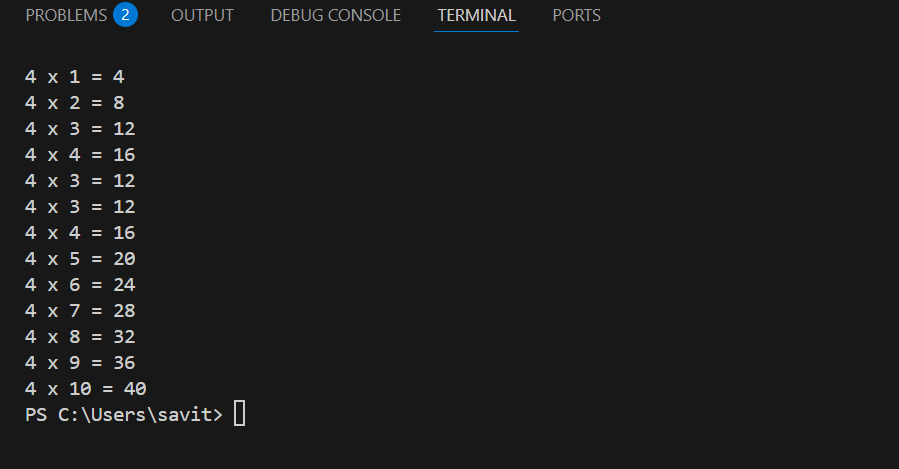 PROBLEMS 2 OUTPUT DEBUG CONSOLE TERMINAL PORTS
4 x 1 = 4
4 x 2 = 8
4 x 3 = 12
4 x 4 = 16
4 x 3 = 12
4 x 3 = 12
4 x 4 = 16
4 x 5 = 20
4 x 6 = 24
4 x 7 = 28
4 x 8 = 32
4 x 9 = 36
4 x 10 = 40
PS C:\Users\savit>